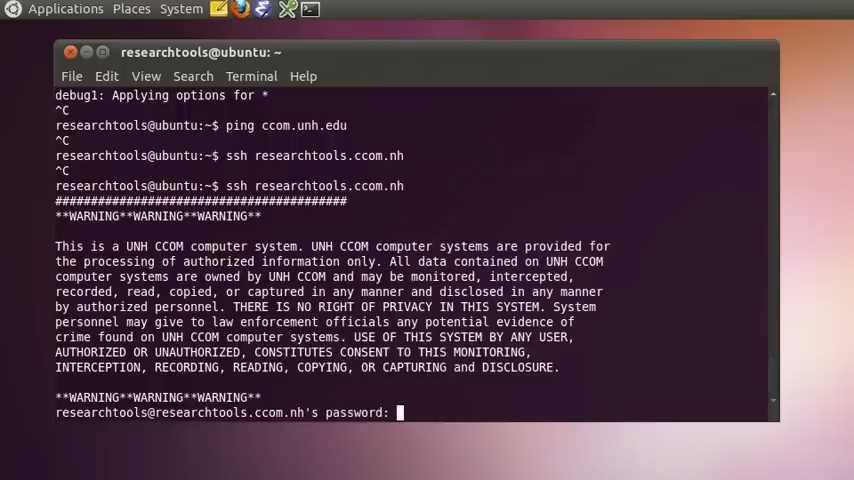 Applications Places System
researchtools@ubuntu: ~
File Edit View Search Terminal Help
debug1: Applying options for *
^C
researchtools@ubuntu:~$ ping ccom.unh.edu
^C
researchtools@ubuntu:~$ ssh researchtools.ccom.nh
^C
researchtools@ubuntu:~$ ssh researchtools.ccom.nh
#########################################
**WARNING**WARNING**WARNING**
This is a UNH CCOM computer system. UNH CCOM computer systems are provided for
the processing of authorized information only. All data contained on UNH CCOM
computer systems are owned by UNH CCOM and may be monitored, intercepted,
recorded, read, copied, or captured in any manner and disclosed in any manner
by authorized personnel. THERE IS NO RIGHT OF PRIVACY IN THIS SYSTEM. System
personnel may give to law enforcement officials any potential evidence of
crime found on UNH CCOM computer systems. USE OF THIS SYSTEM BY ANY USER,
AUTHORIZED OR UNAUTHORIZED, CONSTITUTES CONSENT TO THIS MONITORING,
INTERCEPTION, RECORDING, READING, COPYING, OR CAPTURING and DISCLOSURE.
**WARNING**WARNING**WARNING**
researchtools@researchtools.ccom.nh's password: